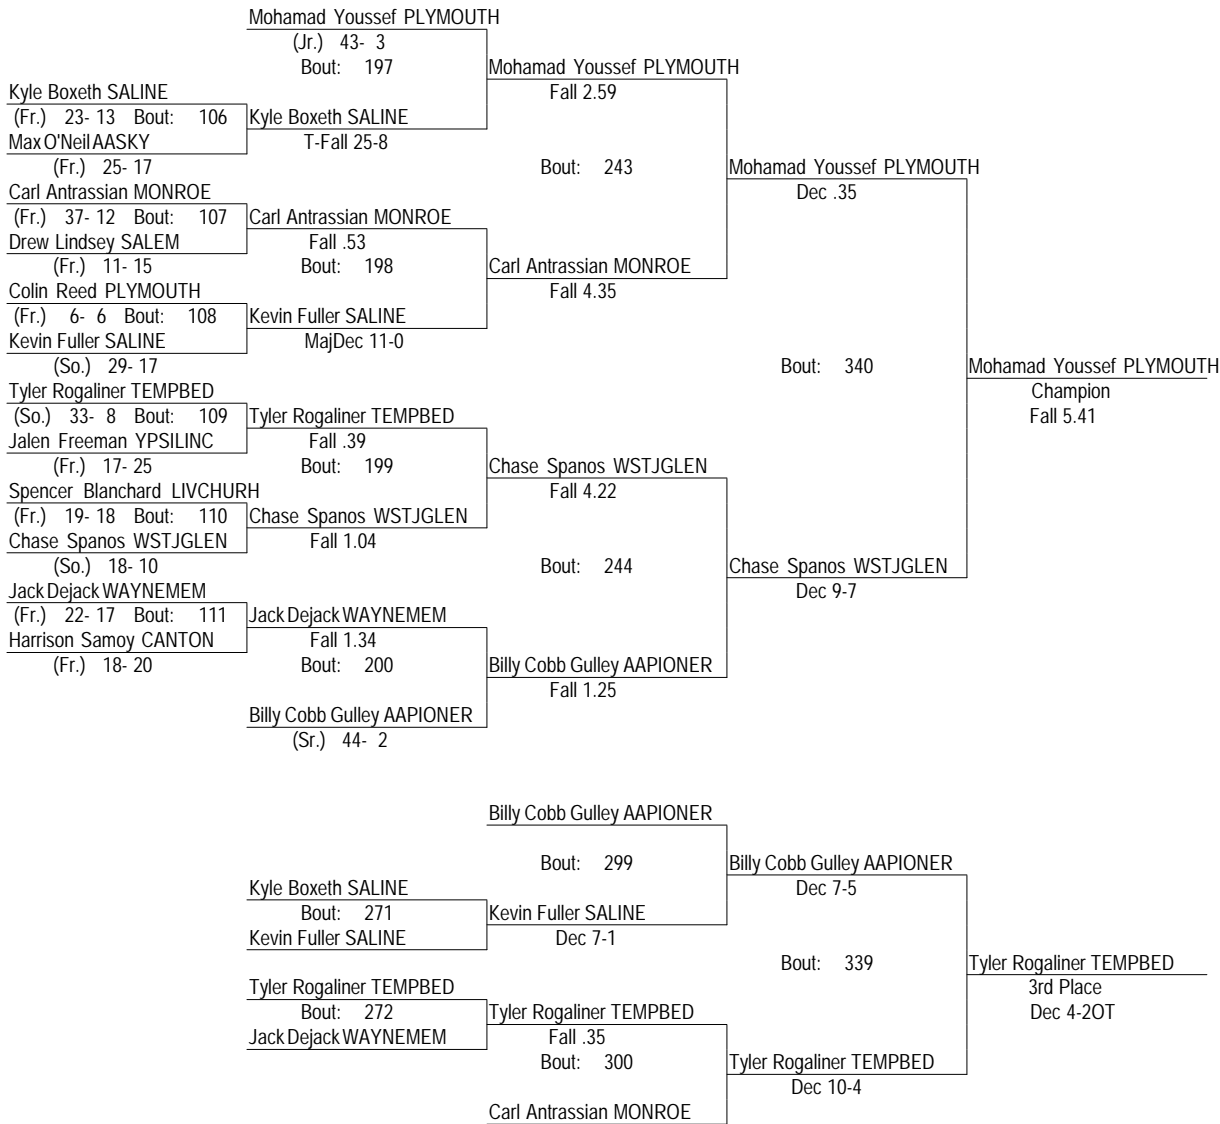 Mohamad Youssef PLYMOUTH
(Jr.) 43- 3
Bout: 197
Mohamad Youssef PLYMOUTH
Fall 2.59
Kyle Boxeth SALINE
(Fr.) 23- 13 Bout: 106
Kyle Boxeth SALINE
T-Fall 25-8
Max O'Neil AASKY
(Fr.) 25- 17
Bout: 243
Mohamad Youssef PLYMOUTH
Dec .35
Carl Antrassian MONROE
(Fr.) 37- 12 Bout: 107
Carl Antrassian MONROE
Fall .53
Drew Lindsey SALEM
(Fr.) 11- 15
Bout: 198
Carl Antrassian MONROE
Fall 4.35
Colin Reed PLYMOUTH
(Fr.) 6- 6 Bout: 108
Kevin Fuller SALINE
MajDec 11-0
Kevin Fuller SALINE
(So.) 29- 17
Bout: 340
Mohamad Youssef PLYMOUTH
Champion
Fall 5.41
Tyler Rogaliner TEMPBED
(So.) 33- 8 Bout: 109
Tyler Rogaliner TEMPBED
Fall .39
Jalen Freeman YPSILINC
(Fr.) 17- 25
Bout: 199
Chase Spanos WSTJGLEN
Fall 4.22
Spencer Blanchard LIVCHURH
(Fr.) 19- 18 Bout: 110
Chase Spanos WSTJGLEN
Fall 1.04
Chase Spanos WSTJGLEN
(So.) 18- 10
Bout: 244
Chase Spanos WSTJGLEN
Dec 9-7
Jack Dejack WAYNEMEM
(Fr.) 22- 17 Bout: 111
Jack Dejack WAYNEMEM
Fall 1.34
Harrison Samoy CANTON
(Fr.) 18- 20
Bout: 200
Billy Cobb Gulley AAPIONER
Fall 1.25
Billy Cobb Gulley AAPIONER
(Sr.) 44- 2
Billy Cobb Gulley AAPIONER
Bout: 299
Billy Cobb Gulley AAPIONER
Dec 7-5
Kyle Boxeth SALINE
Bout: 271
Kevin Fuller SALINE
Dec 7-1
Kevin Fuller SALINE
Bout: 339
Tyler Rogaliner TEMPBED
3rd Place
Dec 4-2OT
Tyler Rogaliner TEMPBED
Bout: 272
Tyler Rogaliner TEMPBED
Fall .35
Jack Dejack WAYNEMEM
Bout: 300
Tyler Rogaliner TEMPBED
Dec 10-4
Carl Antrassian MONROE